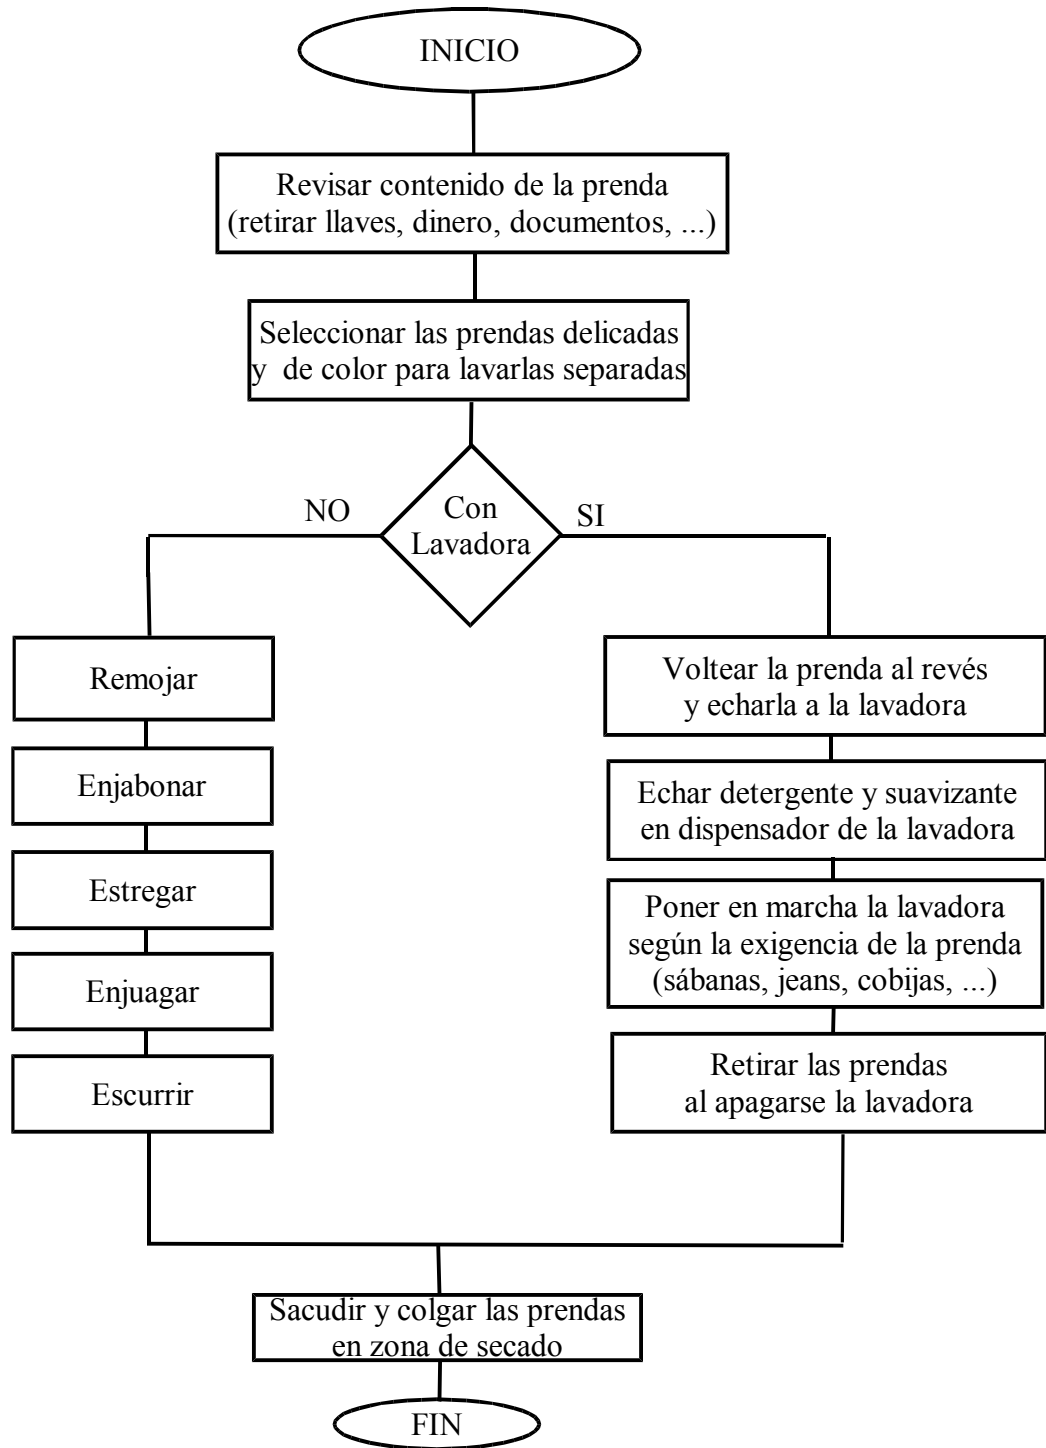 INICIO
Revisar contenido de la prenda
(retirar llaves, dinero, documentos, ...)
Seleccionar las prendas delicadas
y de color para lavarlas separadas
Con
Lavadora
NO
SI
Remojar
Enjabonar
Estregar
Enjuagar
Escurrir
Voltear la prenda al revés
y echarla a la lavadora
Echar detergente y suavizante
en dispensador de la lavadora
Poner en marcha la lavadora
según la exigencia de la prenda
(sábanas, jeans, cobijas, ...)
Retirar las prendas
al apagarse la lavadora
Sacudir y colgar las prendas
en zona de secado
FIN